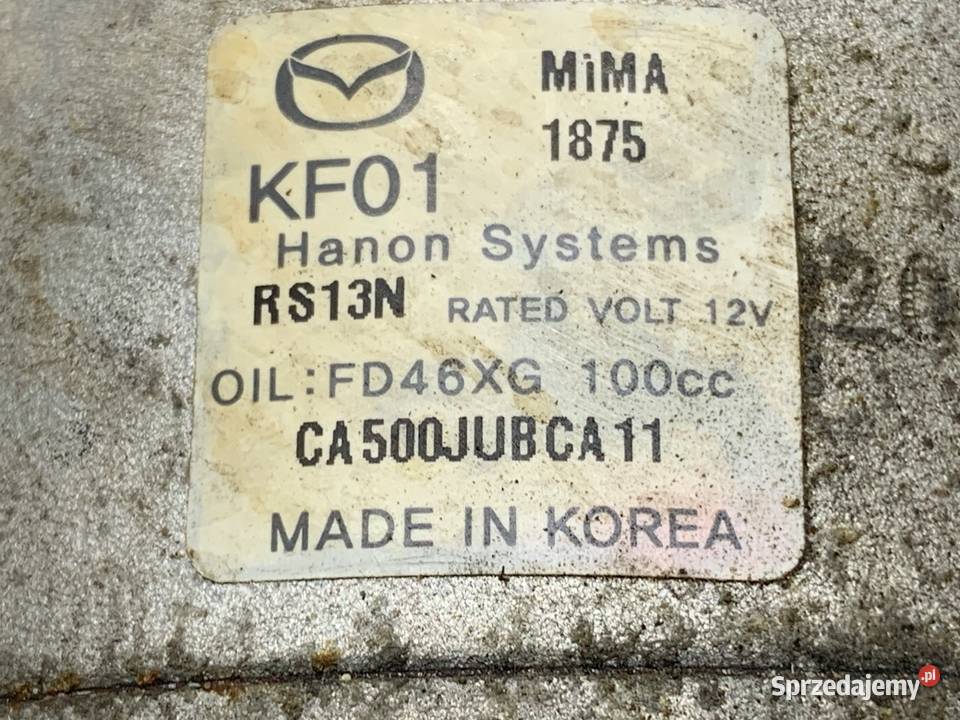 MiMA
1875
KF01
Hanon Systems
RS13N RATED VOLT 12V
OIL:FD46XG 100cc
CA500JUBCA11
MADE IN KOREA
Sprzedajemy.pl